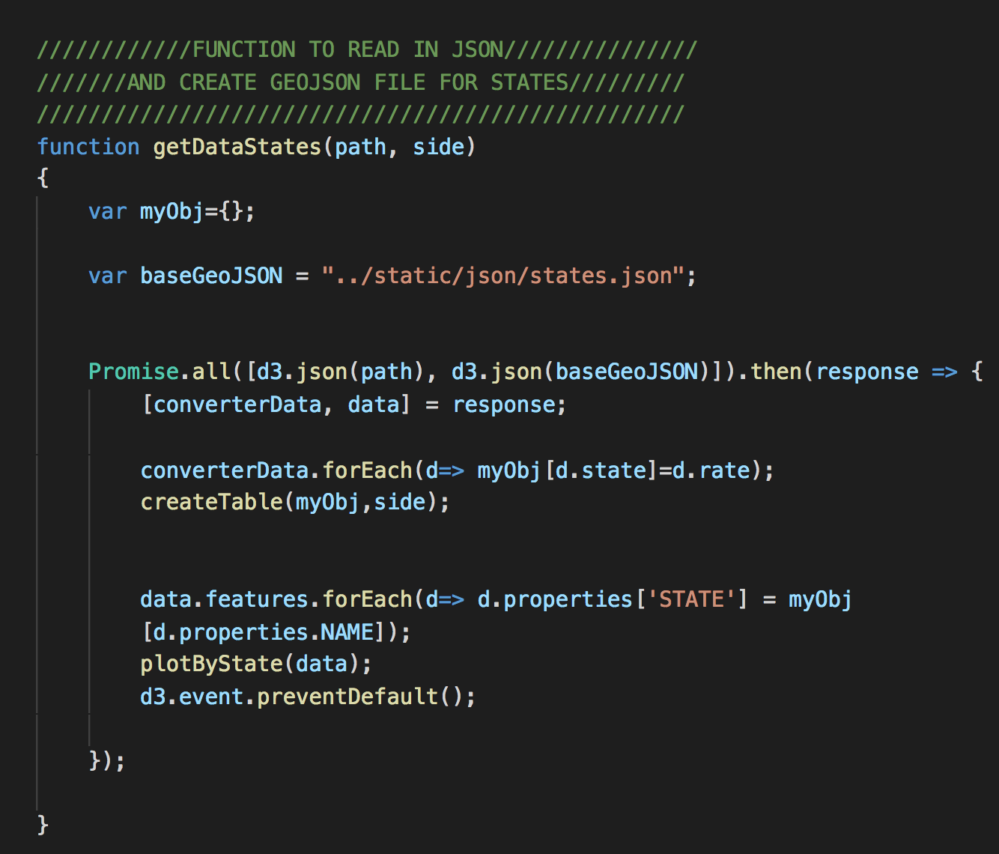 ////////////FUNCTION TO READ IN JSON///////////////
///////AND CREATE GEOJSON FILE FOR STATES/////////
//////////////////////////////////////////////////
function getDataStates(path, side)
{
var myObj={};
var baseGeoJSON = "../static/json/states.json";
Promise.all([d3.json(path), d3.json(baseGeoJSON)]).then(response => {
[converterData, data] = response;
converterData.forEach(d=> myObj[d.state]=d.rate);
createTable(myObj,side);
data.features.forEach(d=> d.properties['STATE'] = myObj
[d.properties.NAME]);
plotByState(data);
d3.event.preventDefault();
});
}